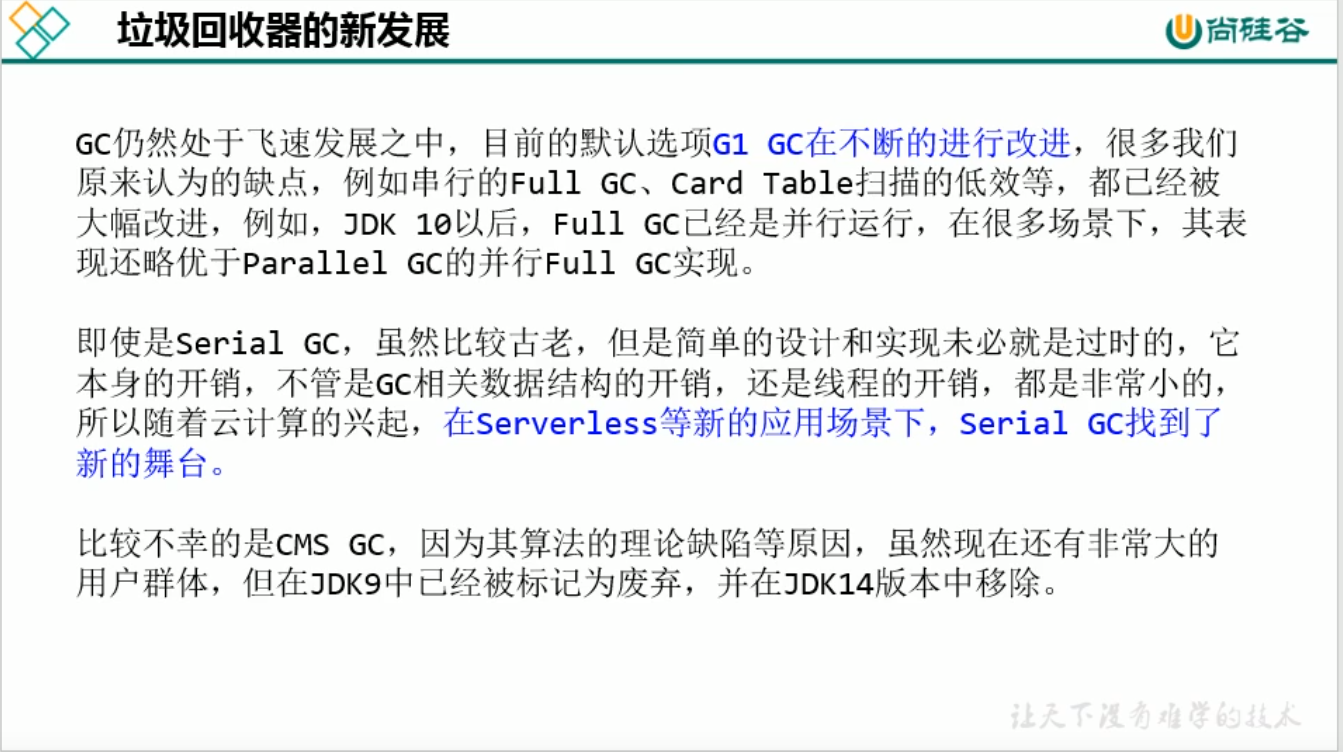 垃圾回收器的新发展
尚硅谷
GC仍然处于飞速发展之中，目前的默认选项G1 GC在不断的进行改进，很多我们
原来认为的缺点，例如串行的Full GC、Card Table扫描的低效等，都已经被
大幅改进，例如，JDK 10以后，Full GC已经是并行运行，在很多场景下，其表
现还略优于Parallel GC的并行Full GC实现。
即使是Serial GC，虽然比较古老，但是简单的设计和实现未必就是过时的，它
本身的开销，不管是GC相关数据结构的开销，还是线程的开销，都是非常小的，
所以随着云计算的兴起，在Serverless等新的应用场景下，Serial GC找到了
新的舞台。
比较不幸的是CMS GC，因为其算法的理论缺陷等原因，虽然现在还有非常大的
用户群体，但在JDK9中已经被标记为废弃，并在JDK14版本中移除。
让天下没有难学的技术